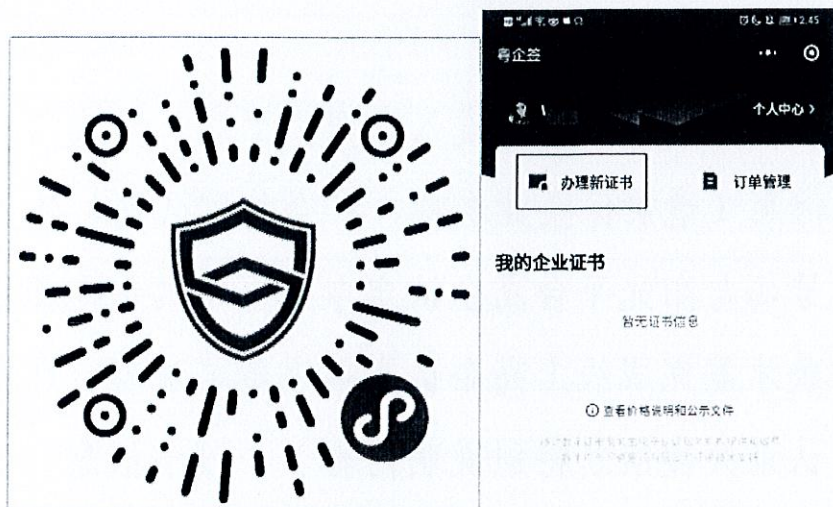 12:45
粤企签
个人中心 >
办理新证书
订单管理
我的企业证书
暂无证书信息
查看价格说明和公示文件